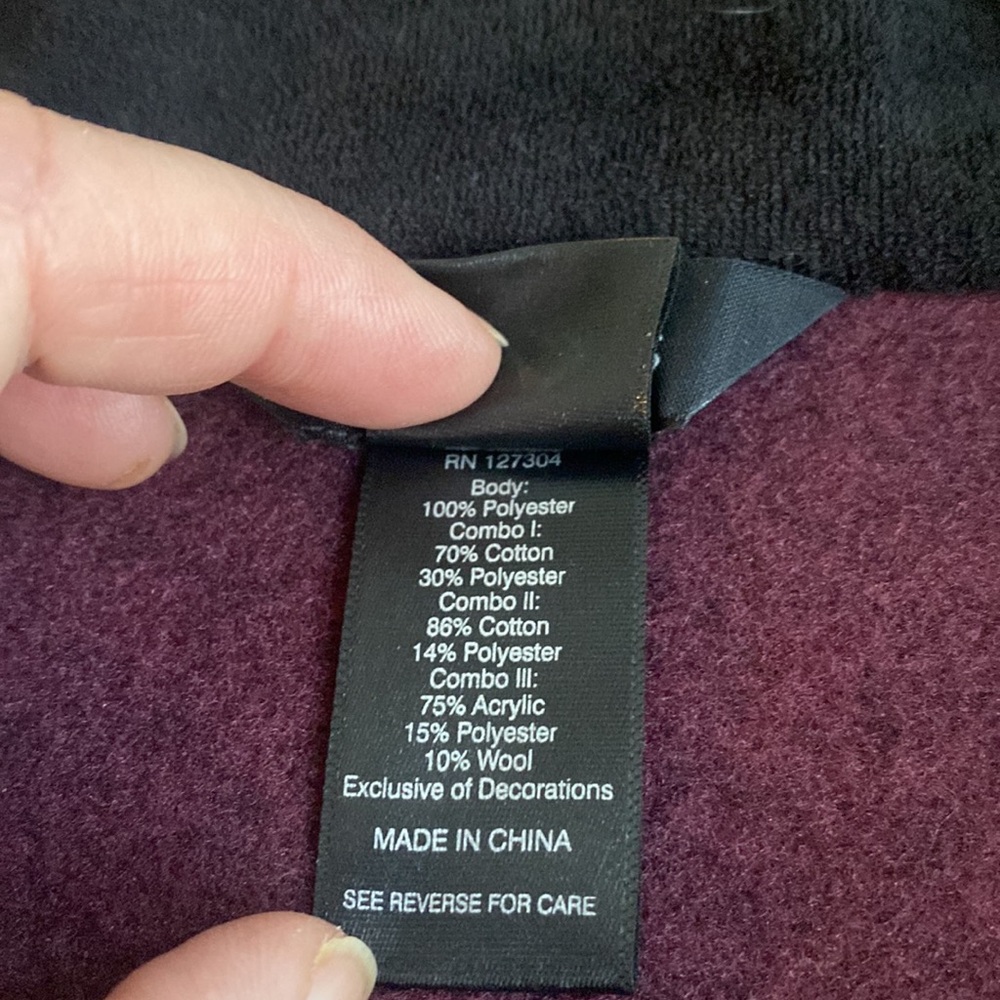 RN 127304
Body:
100% Polyester
Combo I:
70% Cotton
30% Polyester
Combo II:
86% Cotton
14% Polyester
Combo III:
75% Acrylic
15% Polyester
10% Wool
Exclusive of Decorations
MADE IN CHINA
SEE REVERSE FOR CARE